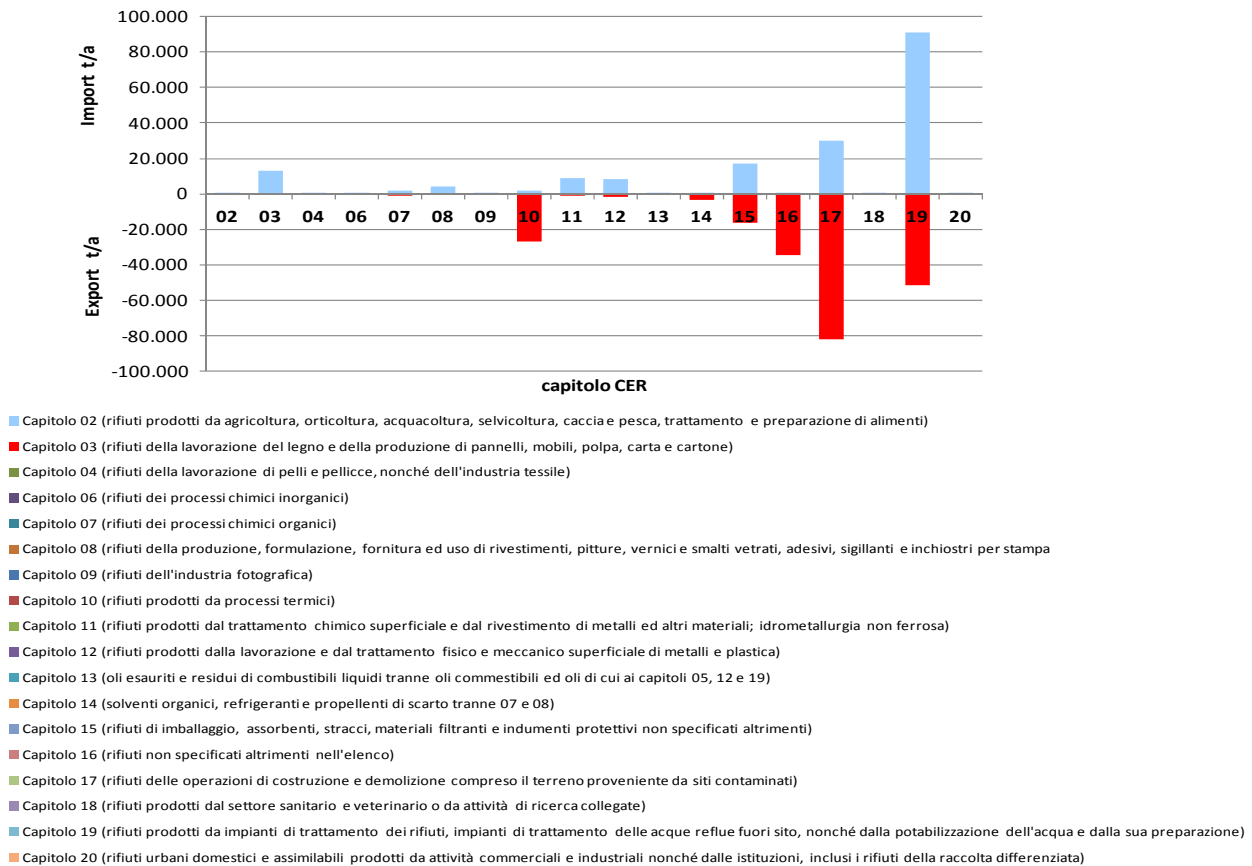 100.000
80.000
60.000
40.000
20.000
0
-20.000
-40.000
-60.000
-80.000
-100.000
Import t/a
Export t/a
02 03 04 06 07 08 09 10 11 12 13 14 15 16 17 18 19 20
capitolo CER
Capitolo 02 (rifiuti prodotti da agricoltura, orticoltura, acquacoltura, selvicoltura, caccia e pesca, trattamento e preparazione di alimenti)
Capitolo 03 (rifiuti della lavorazione del legno e della produzione di pannelli, mobili, polpa, carta e cartone)
Capitolo 04 (rifiuti della lavorazione di pelli e pellicce, nonché dell'industria tessile)
Capitolo 06 (rifiuti dei processi chimici inorganici)
Capitolo 07 (rifiuti dei processi chimici organici)
Capitolo 08 (rifiuti della produzione, formulazione, fornitura ed uso di rivestimenti, pitture, vernici e smalti vetrati, adesivi, sigillanti e inchiostri per stampa
Capitolo 09 (rifiuti dell'industria fotografica)
Capitolo 10 (rifiuti prodotti da processi termici)
Capitolo 11 (rifiuti prodotti dal trattamento chimico superficiale e dal rivestimento di metalli ed altri materiali; idrometallurgia non ferrosa)
Capitolo 12 (rifiuti prodotti dalla lavorazione e dal trattamento fisico e meccanico superficiale di metalli e plastica)
Capitolo 13 (oli esauriti e residui di combustibili liquidi tranne oli commestibili ed oli di cui ai capitoli 05, 12 e 19)
Capitolo 14 (solventi organici, refrigeranti e propellenti di scarto tranne 07 e 08)
Capitolo 15 (rifiuti di imballaggio, assorbenti, stracci, materiali filtranti e indumenti protettivi non specificati altrimenti)
Capitolo 16 (rifiuti non specificati altrimenti nell'elenco)
Capitolo 17 (rifiuti delle operazioni di costruzione e demolizione compreso il terreno proveniente da siti contaminati)
Capitolo 18 (rifiuti prodotti dal settore sanitario e veterinario o da attività di ricerca collegate)
Capitolo 19 (rifiuti prodotti da impianti di trattamento dei rifiuti, impianti di trattamento delle acque reflue fuori sito, nonché dalla potabilizzazione dell'acqua e dalla sua preparazione)
Capitolo 20 (rifiuti urbani domestici e assimilabili prodotti da attività commerciali e industriali nonché dalle istituzioni, inclusi i rifiuti della raccolta differenziata)